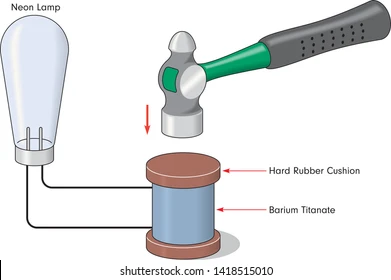 Neon Lamp
Hard Rubber Cushion
Barium Titanate
shutterstock.com · 1418515010